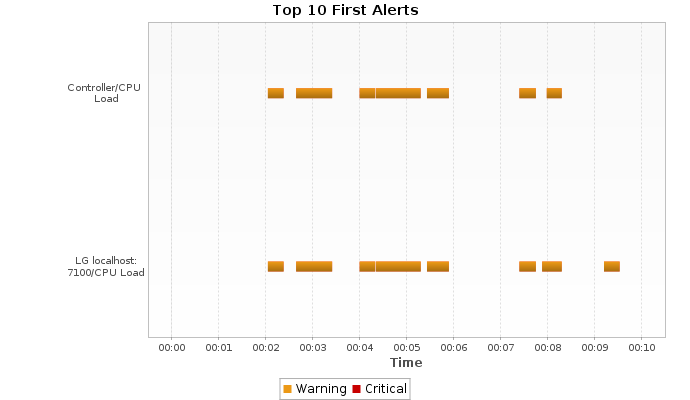 Top 10 First Alerts
Controller/CPU
Load
LG localhost:
7100/CPU Load
00:00 00:01 00:02 00:03 00:04 00:05 00:06 00:07 00:08 00:09 00:10
Time
Warning Critical